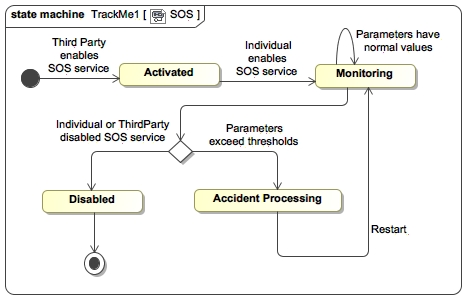 state machine TrackMe1 [ SOS ]
Third Party
enables
SOS service
Activated
Individual
enables
SOS service
Parameters have
normal values
Monitoring
Individual or ThirdParty
disabled SOS service
Parameters
exceed thresholds
Disabled
Accident Processing
Restart